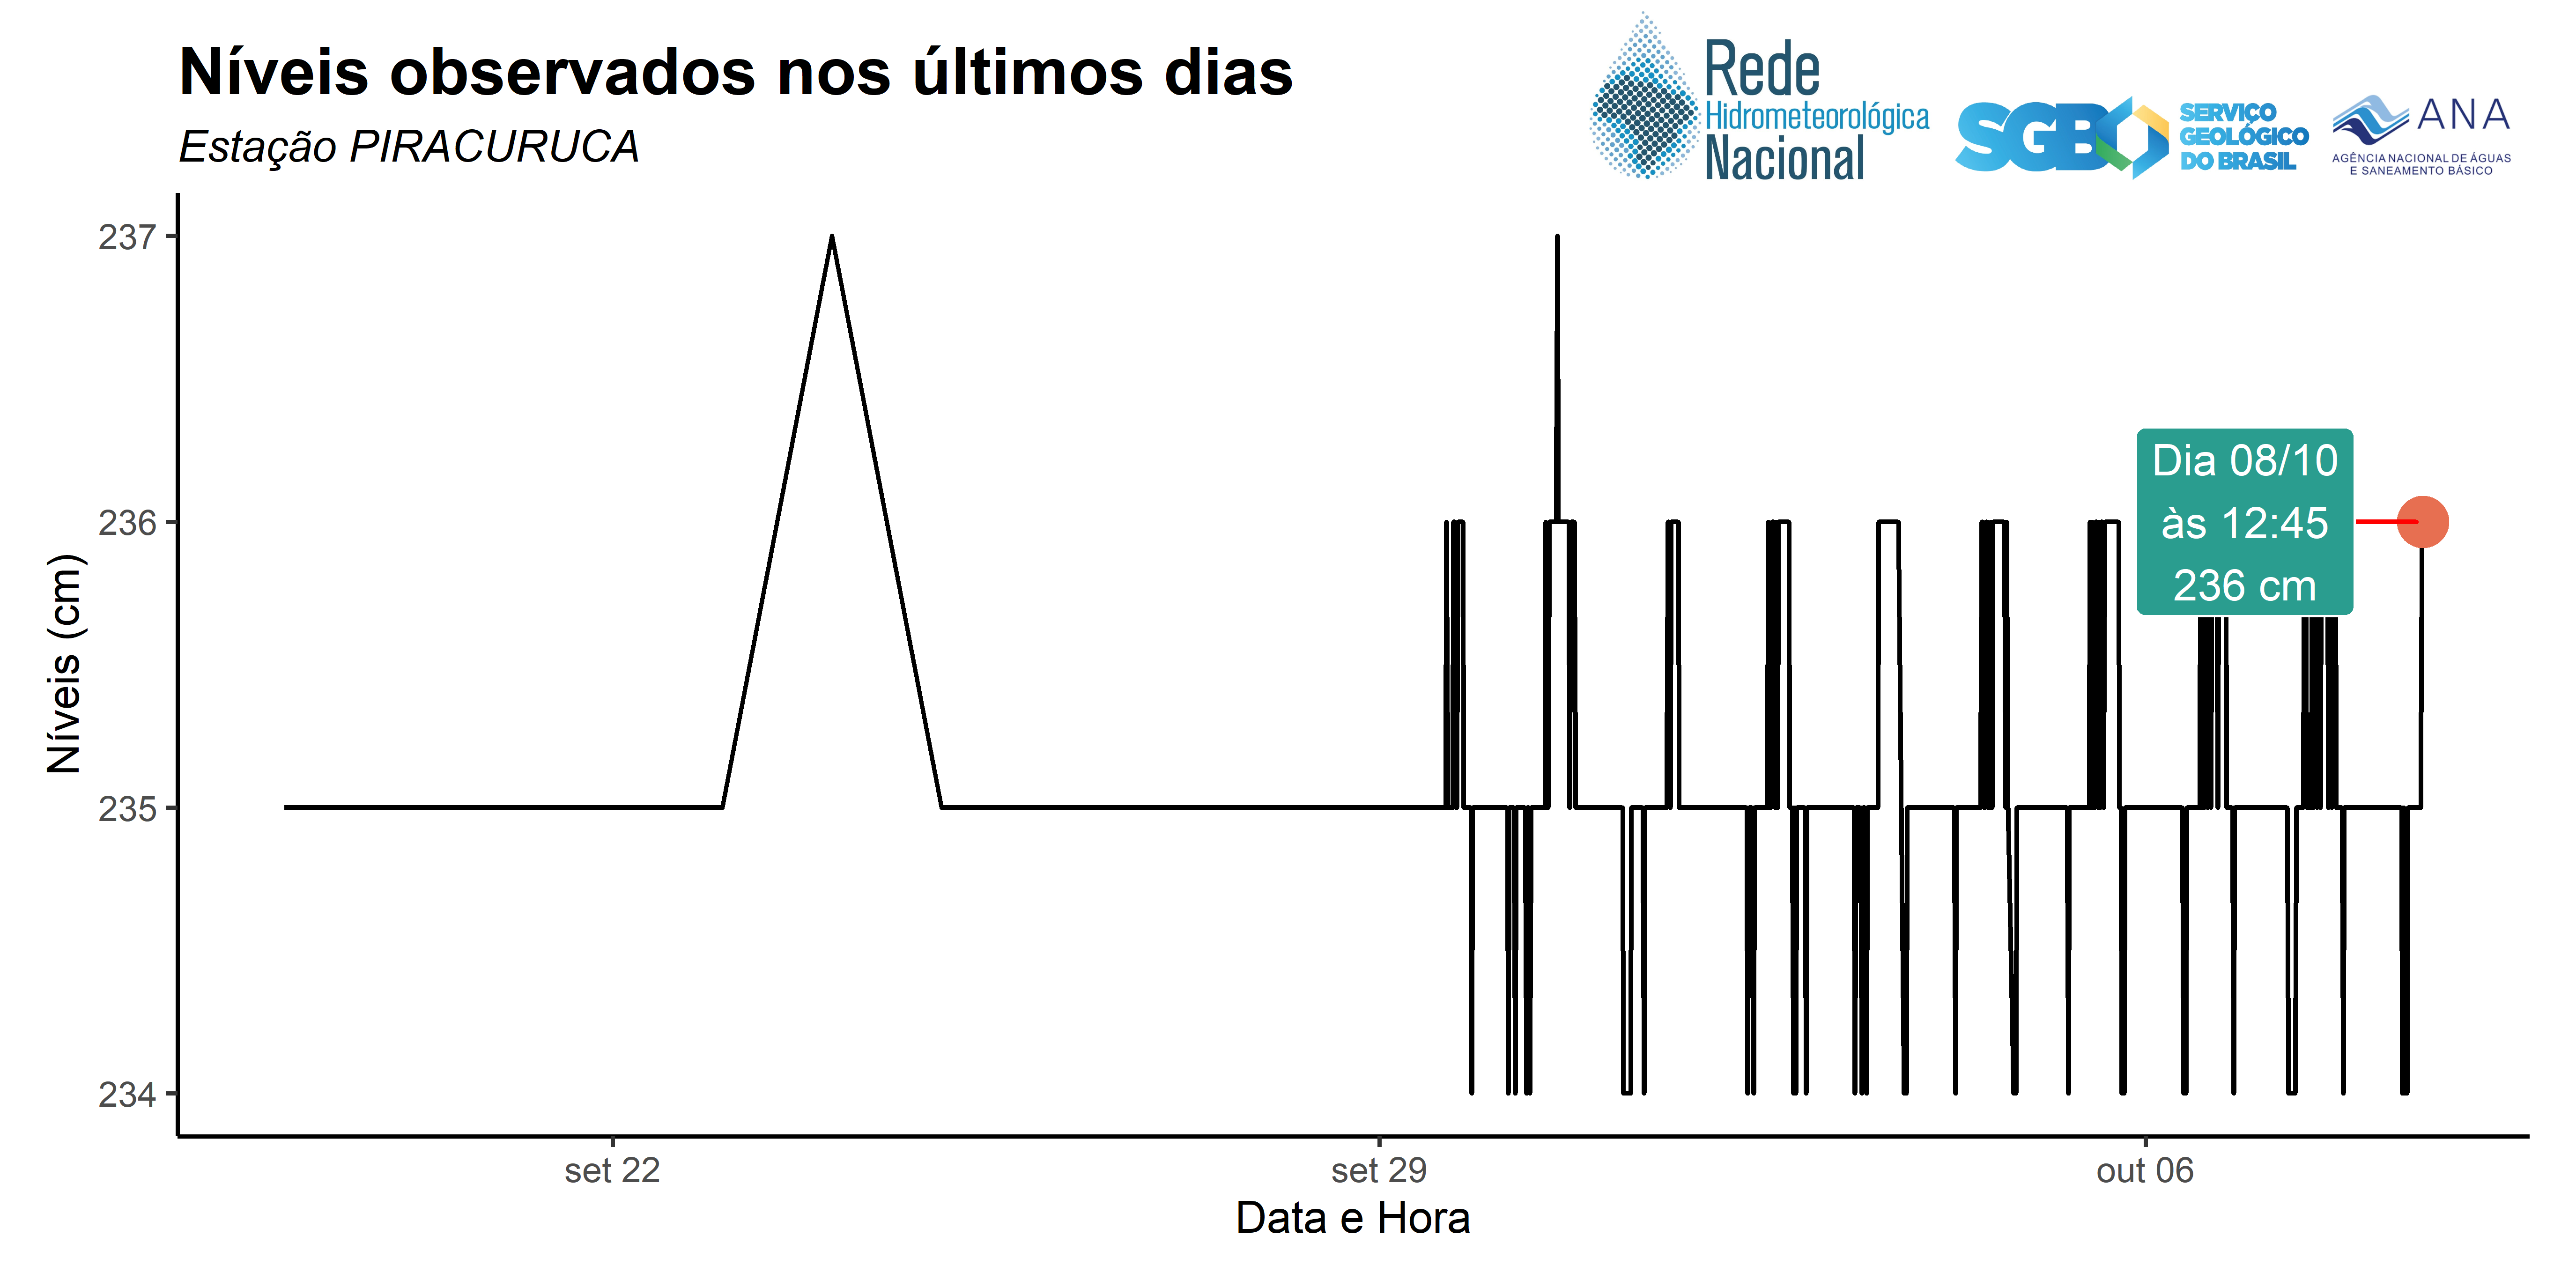 Níveis observados nos últimos dias
Estação PIRACURUCA
Rede
Hidrometeorológica
Nacional
SGB
SERVIÇO
GEOLÓGICO
DO BRASIL
ANA
AGÊNCIA NACIONAL DE ÁGUAS
E SANEAMENTO BÁSICO
Níveis (cm)
237
236
235
234
Dia 08/10
às 12:45
236 cm
set 22
set 29
out 06
Data e Hora